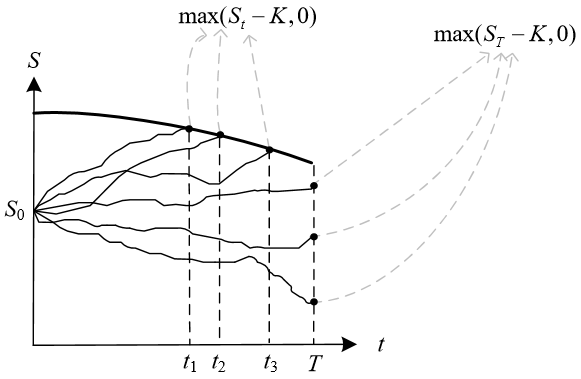 max(S_t − K, 0)
max(S_T − K, 0)
S
S_0
t_1 t_2 t_3 T t